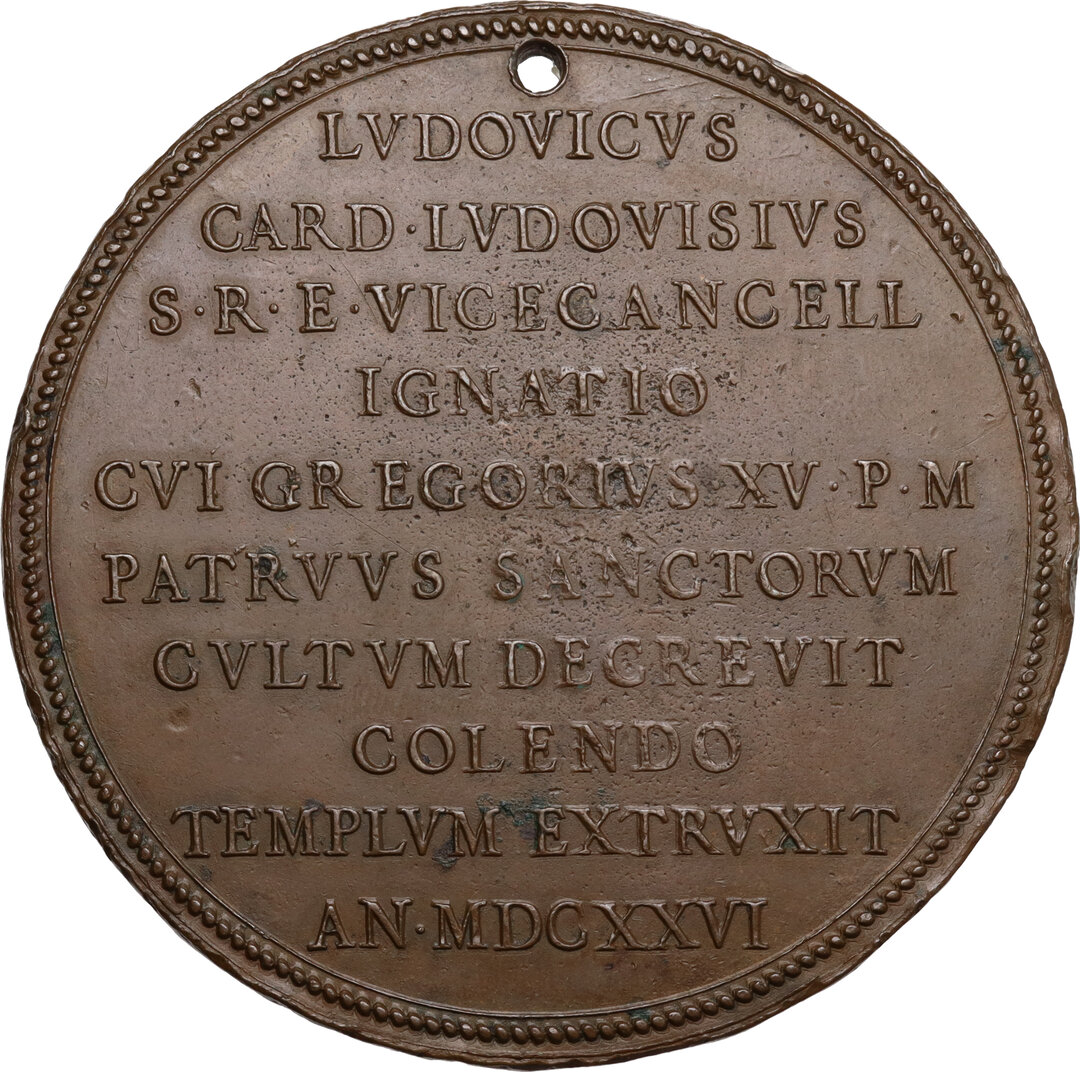 LVDOVICVS
CARD·LVDOVISIVS
S·R·E·VICECANCELL
IGNATIO
CVI GREGORIVS XV·P·M
PATRVVS SANCTORVM
CVLTVM DECREVIT
COLENDO
TEMPLVM EXTRVXIT
AN·MDCXXVI